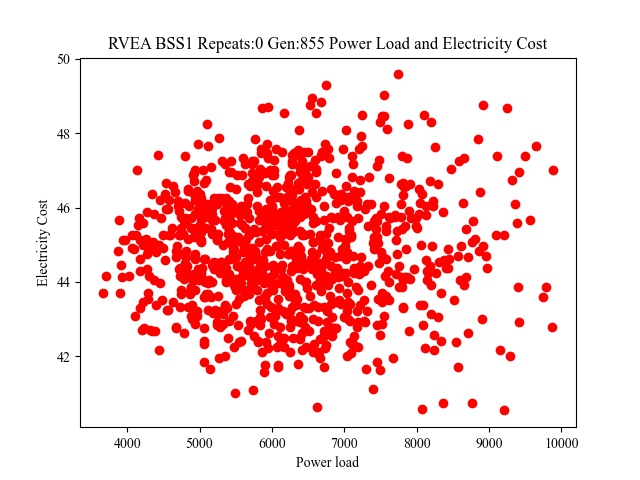 RVEA BSS1 Repeats:0 Gen:855 Power Load and Electricity Cost
50
48
46
44
42
Electricity Cost
4000 5000 6000 7000 8000 9000 10000
Power load